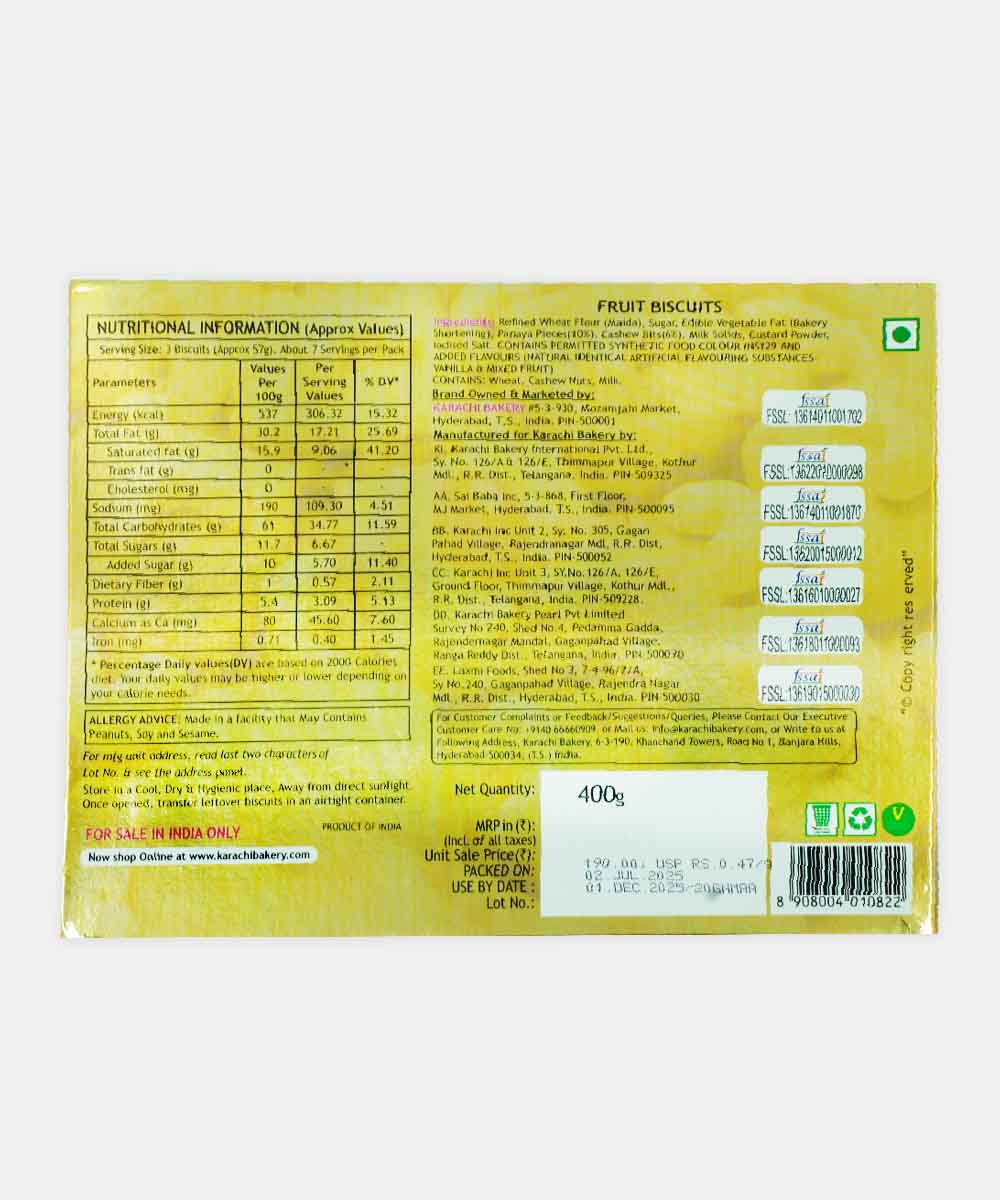 NUTRITIONAL INFORMATION (Approx Values)
Serving Size: 3 Biscuits (Approx 57g). About 7 Servings per Pack
Parameters Values Per 100g Per Serving Values % DV*
Energy (kcal) 537 306.32 15.32
Total Fat (g) 30.2 17.21 25.69
Saturated fat (g) 15.9 9.06 41.20
Trans fat (g) 0 - -
Cholesterol (mg) 0 - -
Sodium (mg) 190 109.30 4.51
Total Carbohydrates (g) 61 34.77 11.59
Total Sugars (g) 11.7 6.67 -
Added Sugar (g) 10 5.70 11.40
Dietary Fiber (g) 1 0.57 2.11
Protein (g) 5.4 3.09 5.13
Calcium as Ca (mg) 80 45.60 7.60
Iron (mg) 0.71 0.40 1.45
* Percentage Daily values(DV) are based on 2000 Calories
diet. Your daily values may be higher or lower depending on
your calorie needs.
ALLERGY ADVICE: Made in a facility that May Contains
Peanuts, Soy and Sesame.
For mfg unit address, read last two characters of
Lot No. & see the address panel.
Store in a Cool, Dry & Hygienic place, Away from direct sunlight.
Once opened, transfer leftover biscuits in an airtight container.
FOR SALE IN INDIA ONLY
PRODUCT OF INDIA
Now shop Online at www.karachibakery.com
FRUIT BISCUITS
Ingredients: Refined Wheat Flour (Maida), Sugar, Edible Vegetable Fat (Bakery
Shortening), Papaya Pieces(10%), Cashew Bits(6%), Milk Solids, Custard Powder,
Iodised Salt. CONTAINS PERMITTED SYNTHETIC FOOD COLOUR INS129 AND
ADDED FLAVOURS (NATURAL IDENTICAL ARTIFICIAL FLAVOURING SUBSTANCES
VANILLA & MIXED FRUIT)
CONTAINS: Wheat, Cashew Nuts, Milk.
Brand Owned & Marketed by:
KARACHI BAKERY #5-3-930, Mozamjahi Market,
Hyderabad, T.S., India. PIN-500001
Manufactured for Karachi Bakery by:
KI. Karachi Bakery International Pvt. Ltd.,
Sy. No. 126/A & 126/E, Thimmapur Village, Kothur
Mdl., R.R. Dist., Telangana, India. PIN-509325
AA. Sai Baba Inc, 5-3-868, First Floor,
MJ Market, Hyderabad, T.S., India. PIN-500095
BB. Karachi Inc Unit 2, Sy. No. 305, Gagan
Pahad Village, Rajendranagar Mdl, R.R. Dist,
Hyderabad, T.S., India. PIN-500052
CC. Karachi Inc Unit 3, SY.No.126/A, 126/E,
Ground Floor, Thimmapur Village, Kothur Mdl.,
R.R. Dist., Telangana, India. PIN-509228.
DD. Karachi Bakery Pearl Pvt Limited
Survey No 240, Shed No.4, Pedamma Gadda,
Rajendernagar Mandal, Gaganpahad Village,
Ranga Reddy Dist., Telangana, India. PIN 500030
EE. Laxmi Foods, Shed No 3, 7-4-96/7/A,
Sy No.240, Gaganpahad Village, Rajendra Nagar
Mdl., R.R. Dist., Hyderabad, T.S., India. PIN 500030
fssai
FSSL:13614011001702
fssai
FSSL:13622010000098
fssai
FSSL:13614011001870
fssai
FSSL:13620015000012
fssai
FSSL:13616010000027
fssai
FSSL:13618011000093
fssai
FSSL:13619015000030
"© Copy right res erved"
For Customer Complaints or Feedback/Suggestions/Queries, Please Contact Our Executive
Customer Care No: +9140 66660909, or Mail us: info@karachibakery.com, or Write to us at
Following Address, Karachi Bakery, 6-3-190, Khanchand Towers, Road No 1, Banjara Hills,
Hyderabad-500034, (T.S.) India.
Net Quantity: 400g
MRP in (₹):
(Incl. of all taxes)
Unit Sale Price(₹): 190.00, USP RS.0.47/g
PACKED ON: 02.JUL.2025
USE BY DATE : 01.DEC.2025/20GHMAA
Lot No.:
V
8 908004 010822